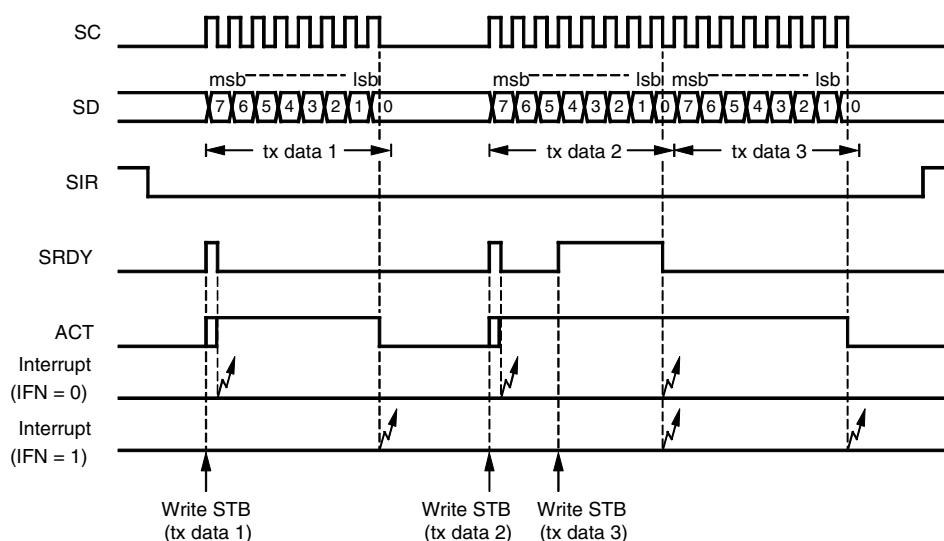 SC
msb lsb msb lsb msb lsb
SD 7 6 5 4 3 2 1 0 7 6 5 4 3 2 1 0 7 6 5 4 3 2 1 0
tx data 1 tx data 2 tx data 3
SIR
SRDY
ACT
Interrupt
(IFN = 0)
Interrupt
(IFN = 1)
Write STB Write STB Write STB
(tx data 1) (tx data 2) (tx data 3)